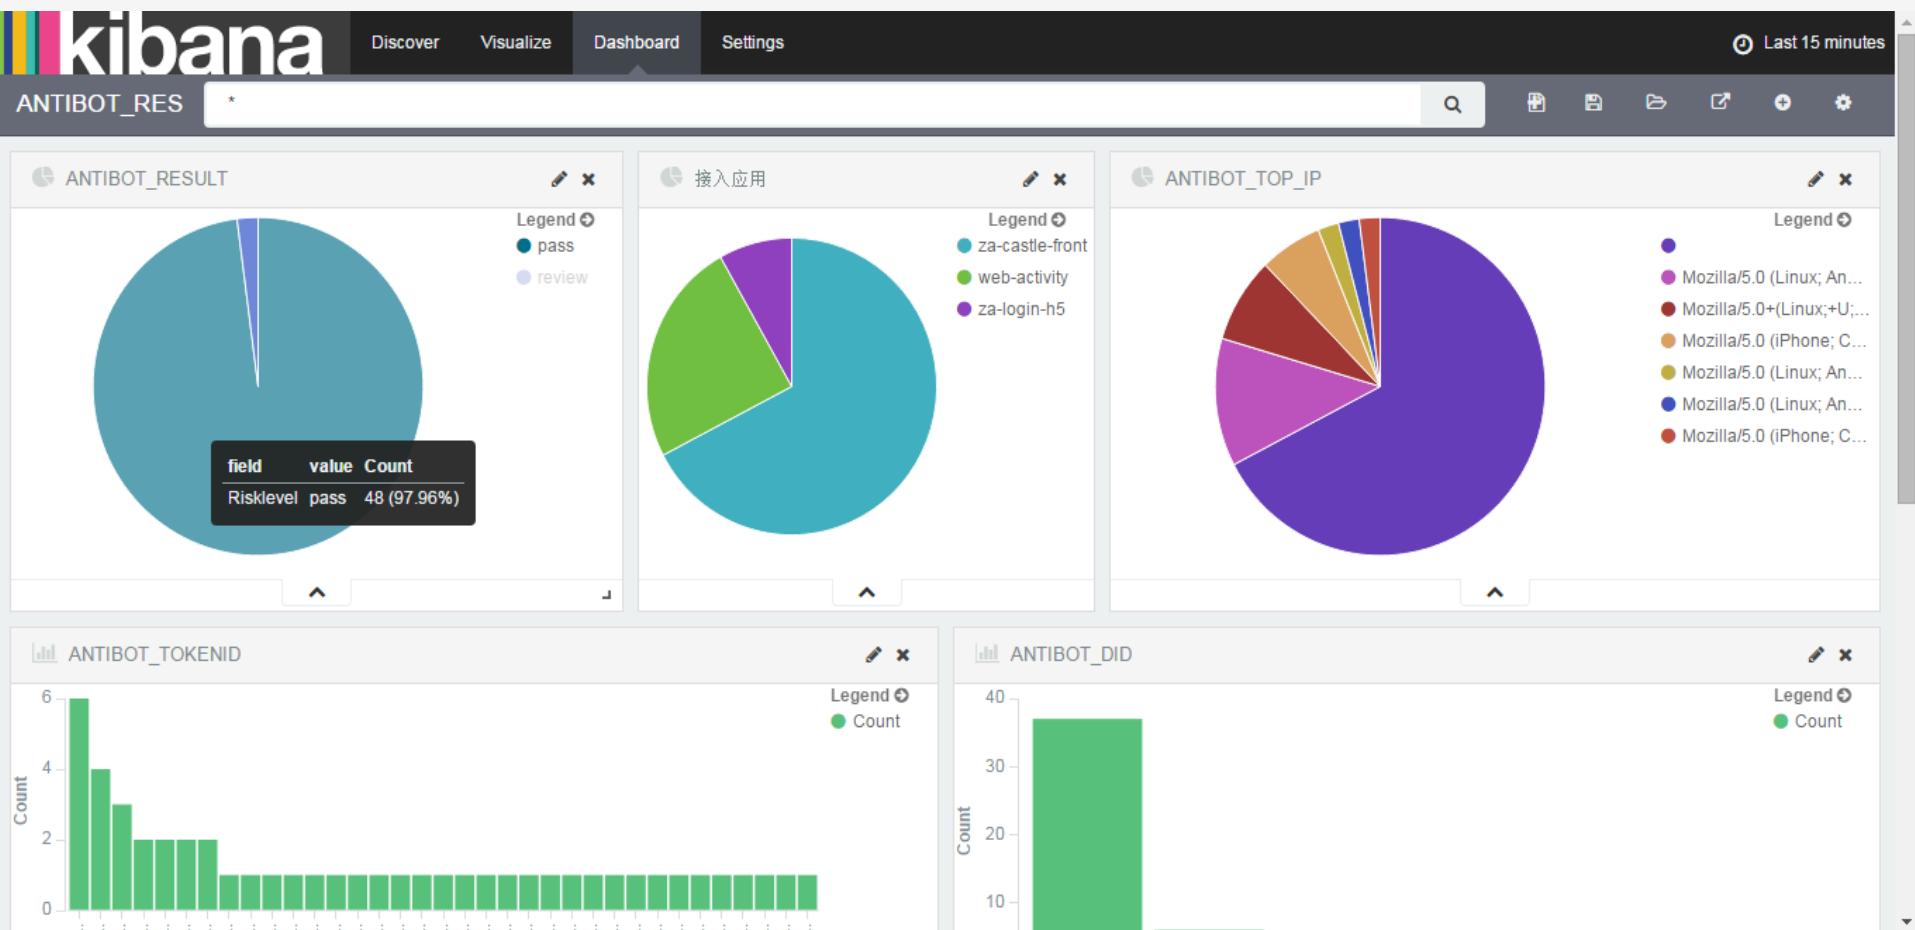 kibana Discover Visualize Dashboard Settings Last 15 minutes
ANTIBOT_RES *
ANTIBOT_RESULT
Legend
pass
review
field value Count
Risklevel pass 48 (97.96%)
接入应用
Legend
za-castle-front
web-activity
za-login-h5
ANTIBOT_TOP_IP
Legend
Mozilla/5.0 (Linux; An...
Mozilla/5.0+(Linux;+U;...
Mozilla/5.0 (iPhone; C...
Mozilla/5.0 (Linux; An...
Mozilla/5.0 (Linux; An...
Mozilla/5.0 (iPhone; C...
ANTIBOT_TOKENID
Legend
Count
Count
6
4
2
0
ANTIBOT_DID
Legend
Count
Count
40
30
20
10